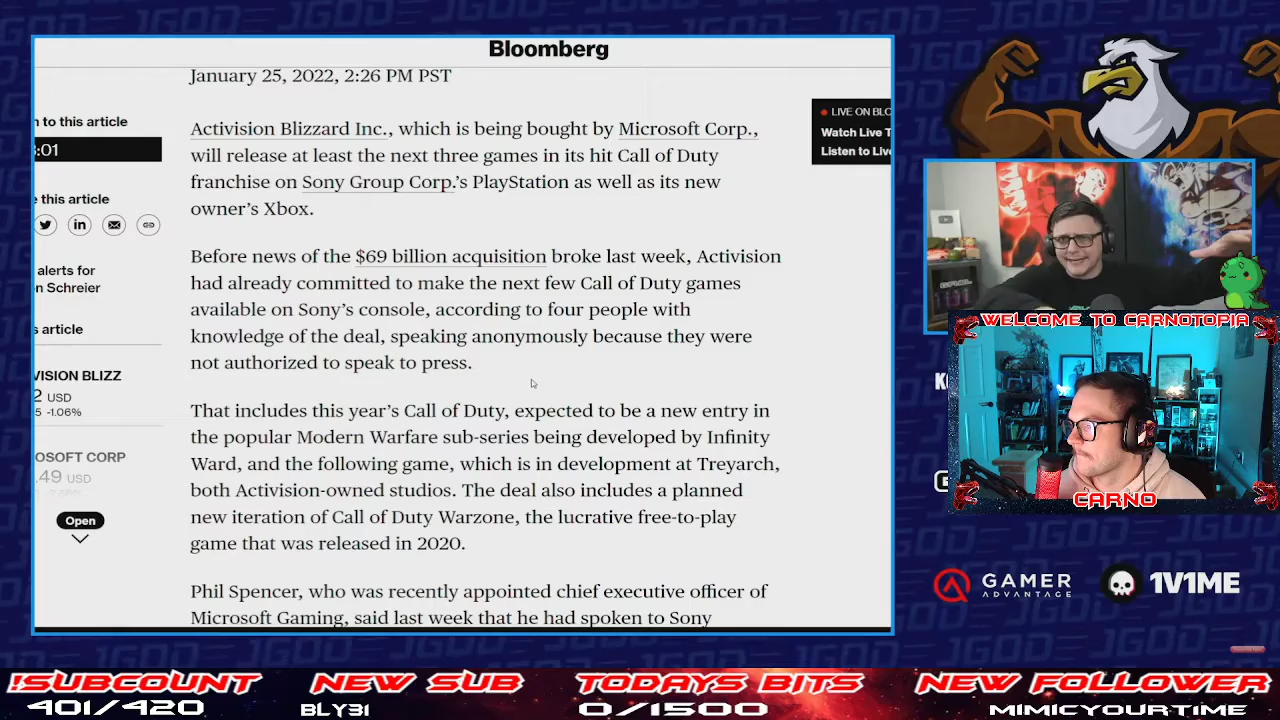 Bloomberg
January 25, 2022, 2:26 PM PST
n to this article
:01
e this article
alerts for
n Schreier
s article
VISION BLIZZ
2 USD
5 -1.06%
OSOFT CORP
.49 USD
Open
Activision Blizzard Inc., which is being bought by Microsoft Corp.,
will release at least the next three games in its hit Call of Duty
franchise on Sony Group Corp.'s PlayStation as well as its new
owner's Xbox.
Before news of the $69 billion acquisition broke last week, Activision
had already committed to make the next few Call of Duty games
available on Sony's console, according to four people with
knowledge of the deal, speaking anonymously because they were
not authorized to speak to press.
That includes this year's Call of Duty, expected to be a new entry in
the popular Modern Warfare sub-series being developed by Infinity
Ward, and the following game, which is in development at Treyarch,
both Activision-owned studios. The deal also includes a planned
new iteration of Call of Duty Warzone, the lucrative free-to-play
game that was released in 2020.
Phil Spencer, who was recently appointed chief executive officer of
Microsoft Gaming, said last week that he had spoken to Sony
LIVE ON BLO
Watch Live T
Listen to Live
WELCOME TO CARNOTOPIA
CARNO
GAMER
ADVANTAGE
1V1ME
!SUBCOUNT
401/420
NEW SUB
BLY31
TODAYS BITS
0/1500
NEW FOLLOWER
MIMICYOURTIME